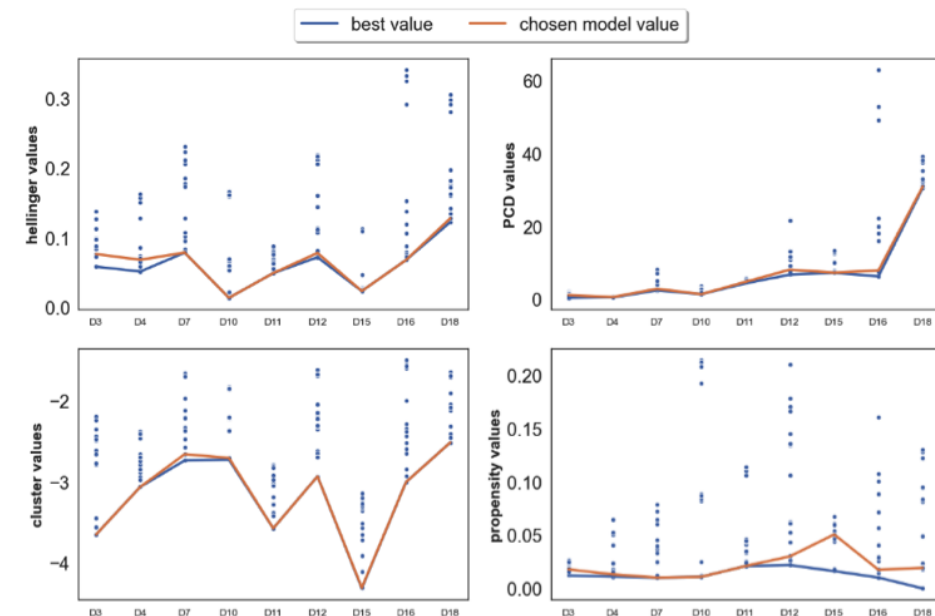 best value chosen model value
hellinger values
0.3
0.2
0.1
0.0
D3 D4 D7 D10 D11 D12 D15 D16 D18
PCD values
60
40
20
0
D3 D4 D7 D10 D11 D12 D15 D16 D18
cluster values
−2
−3
−4
D3 D4 D7 D10 D11 D12 D15 D16 D18
propensity values
0.20
0.15
0.10
0.05
0.00
D3 D4 D7 D10 D11 D12 D15 D16 D18